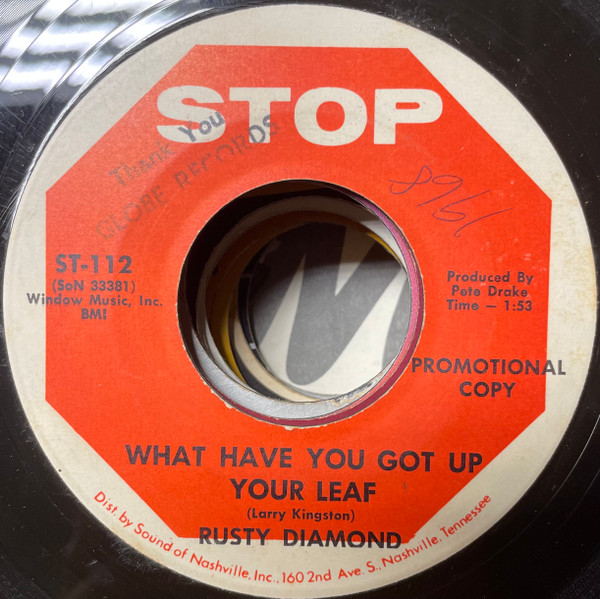 STOP
Thank You
GLOBE RECORDS
1968
ST-112
(SoN 33381)
Window Music, Inc.
BMI
Produced By
Pete Drake
Time – 1:53
PROMOTIONAL
COPY
WHAT HAVE YOU GOT UP
YOUR LEAF
(Larry Kingston)
RUSTY DIAMOND
Dist. by Sound of Nashville, Inc., 160 2nd Ave. S., Nashville, Tennessee